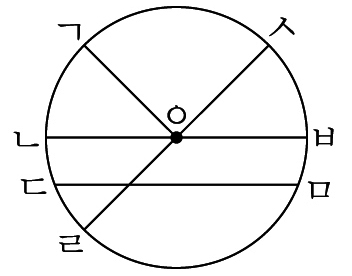 ㄱ ㅅ
ㅇ
ㄴ ㅂ
ㄷ ㅁ
ㄹ